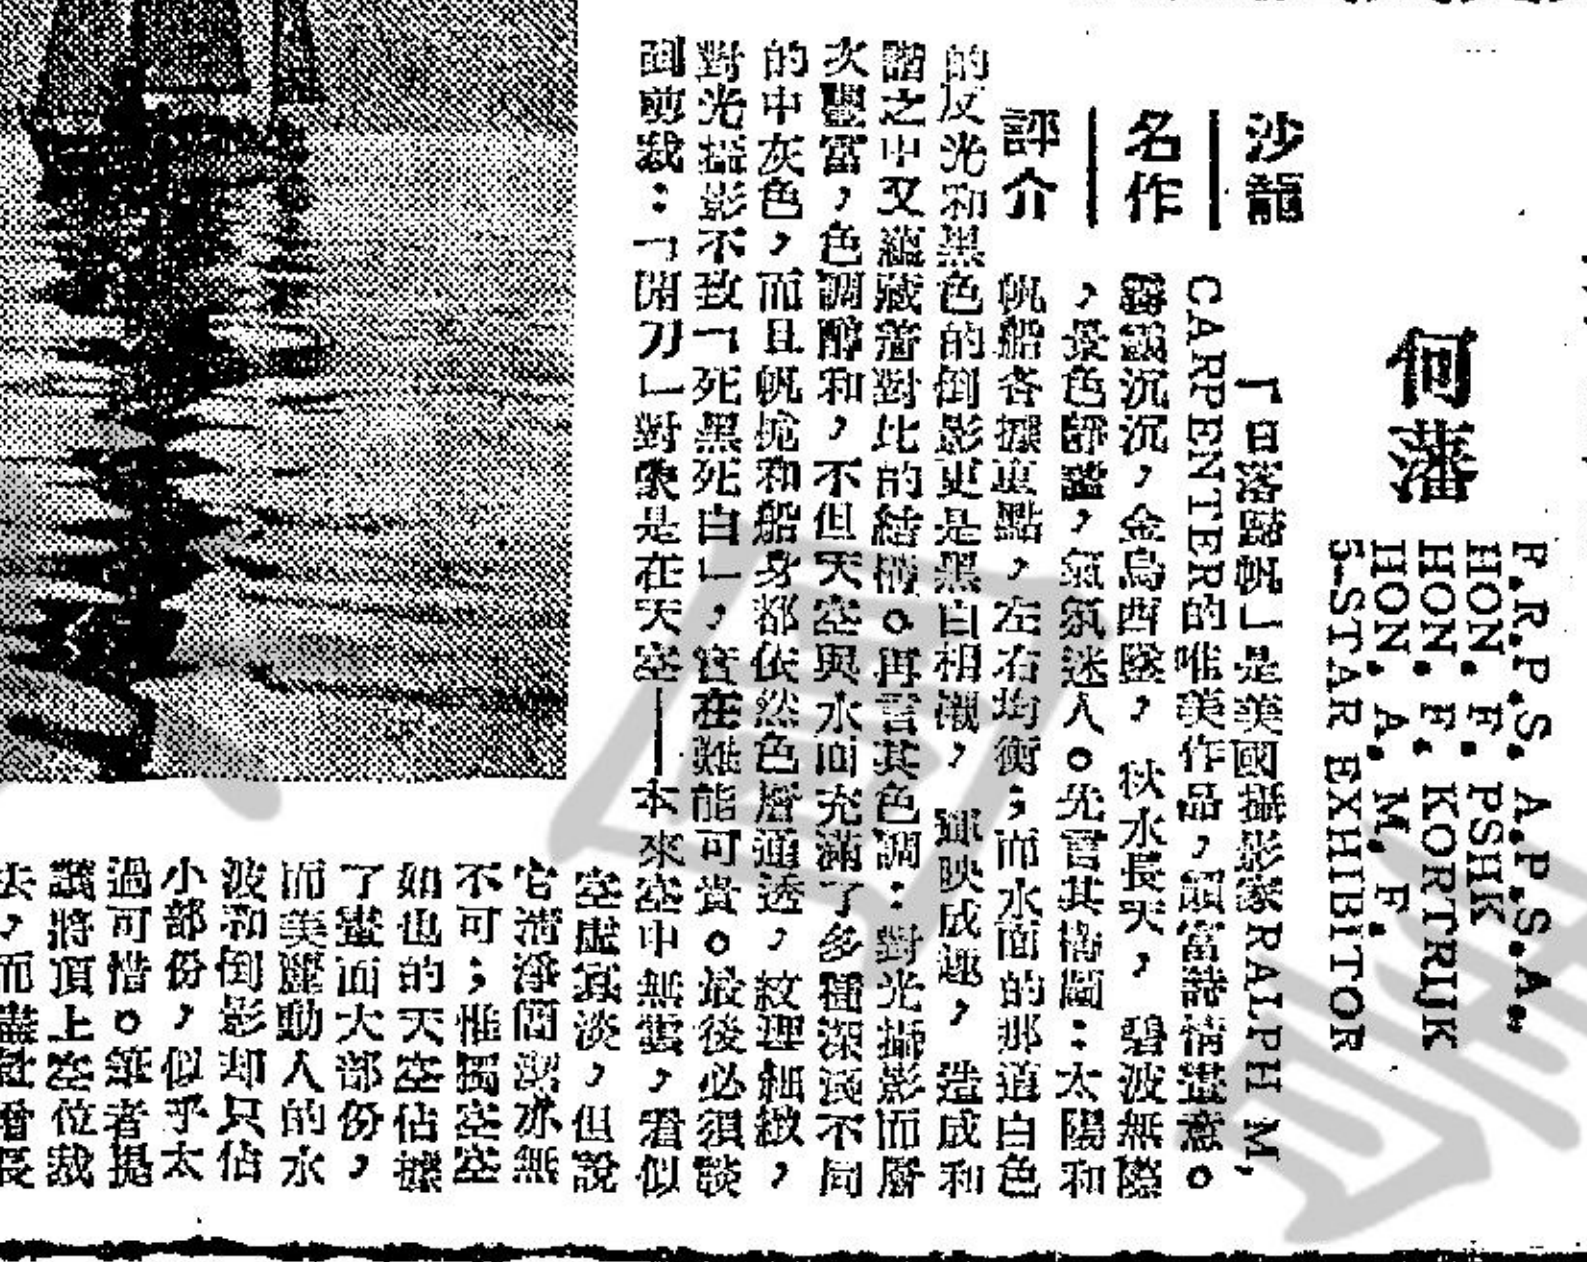 沙龍
名作
評介
何藩
F.R.P.S. A.P.S.A.
HON. F. PSHK
HON. F. KORTRIJK
HON. A. M. F.
5-STAR EXHIBITOR
「日落歸帆」是美國攝影家RALPH M,
CARPENTER的唯美作品,頗富詩情畫意。
霧靄沉沉,金烏西墜,秋水長天,碧波無際
,景色靜謐,氣氛迷人。先言其構圖:太陽和
帆船各據東點,左右均衡;而水面的那道白色
的反光和黑色的倒影更是黑白相襯,輝映成趣,造成和
諧之中又蘊藏着對比的結構。再言其色調:對光攝影而層
次豐富,色調醇和,不但天空與水面充滿了多種深淺不同
的中灰色,而且帆桅和船身都依然色層通透,紋理細緻,
對光攝影不致「死黑死白」,實在難能可貴。最後必須談
到剪裁:「開刀」對象是在天空——本來空中無雲,看似
空虛寡淡,但說
它清淨簡潔亦無
不可;惟獨空空
如也的天空佔據
了畫面大部份,
而美麗動人的水
波和倒影却只佔
小部份,似乎太
過可惜。筆者提
議將頂上空位裁
去,而盡量增長